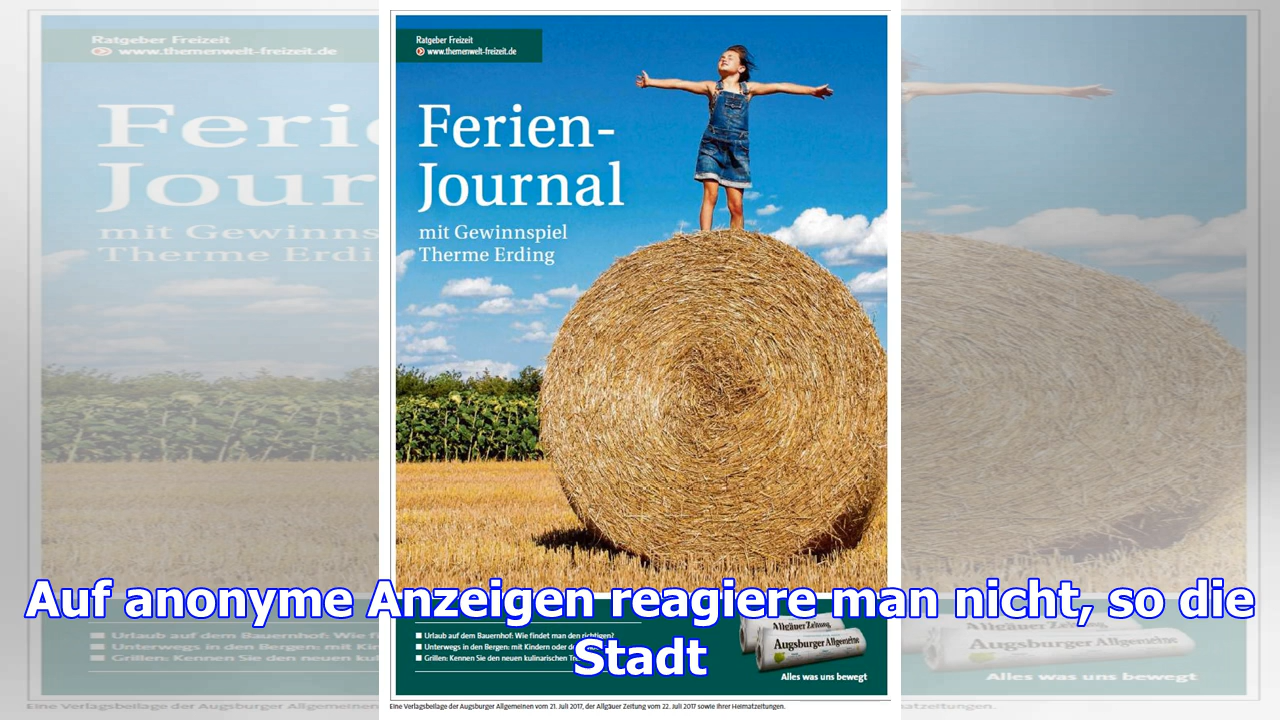 Ratgeber Freizeit
www.themenwelt-freizeit.de
Ferien-
Journal
mit Gewinnspiel
Therme Erding
Urlaub auf dem Bauernhof: Wie findet man den richtigen?
Unterwegs in den Bergen: mit Kindern oder
Grillen: Kennen Sie den neuen kulinarischen
Allgäuer Zeitung
Augsburger Allgemeine
Alles was uns bewegt
Eine Verlagsbeilage der Augsburger Allgemeinen vom 21. Juli 2017, der Allgäuer Zeitung vom 22. Juli 2017 sowie ihrer Heimatzeitungen.
Auf anonyme Anzeigen reagiere man nicht, so die
Stadt